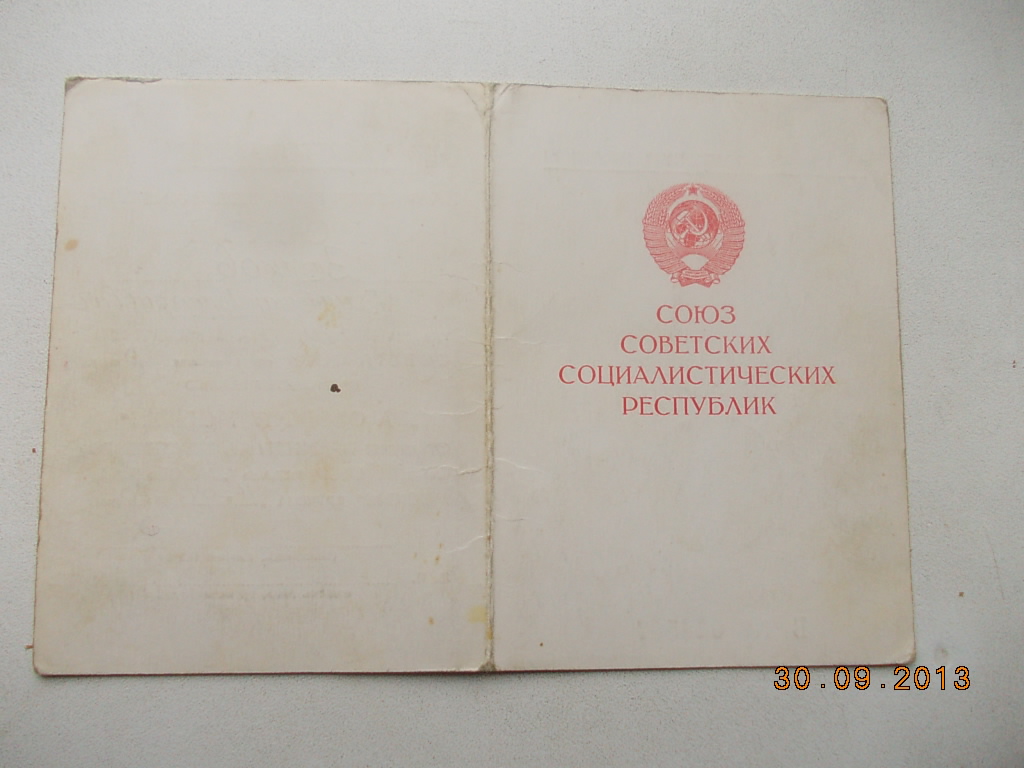 СОЮЗ
СОВЕТСКИХ
СОЦИАЛИСТИЧЕСКИХ
РЕСПУБЛИК
30.09.2013